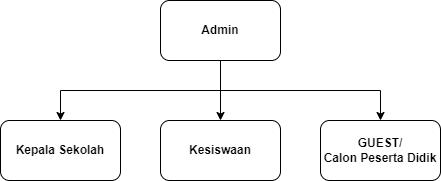 Admin
Kepala Sekolah
Kesiswaan
GUEST/
Calon Peserta Didik